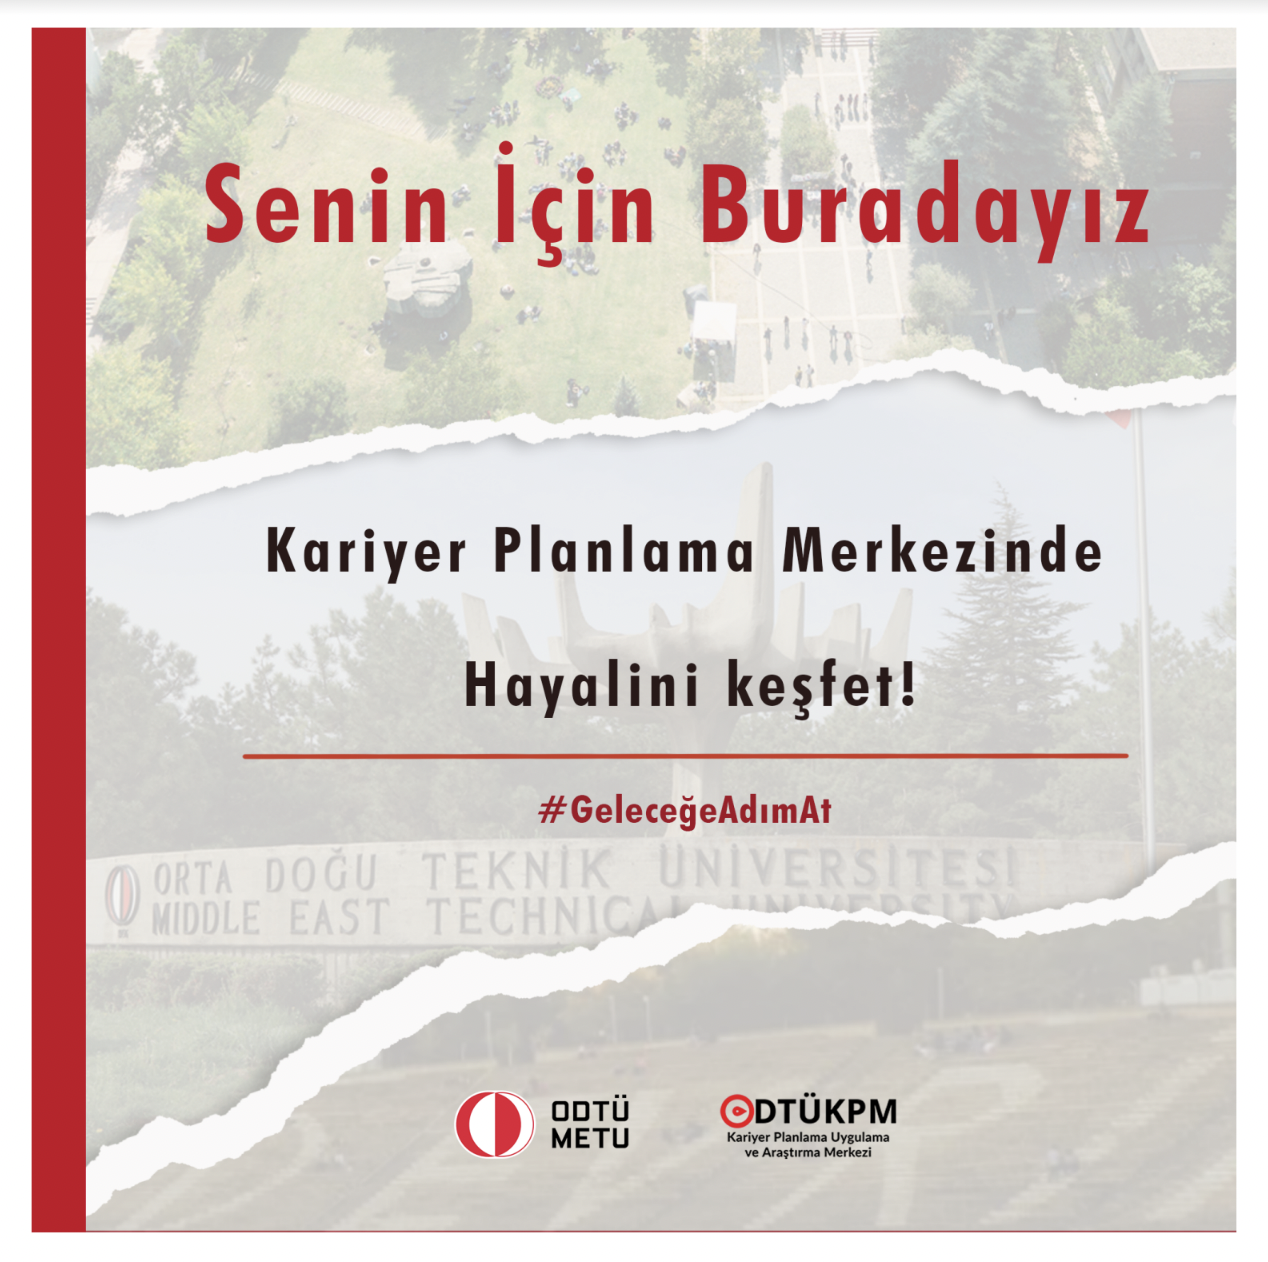 Senin İçin Buradayız
Kariyer Planlama Merkezinde
Hayalini keşfet!
#GeleceğeAdımAt
ORTA DOĞU TEKNİK ÜNİVERSİTESİ
MIDDLE EAST TECHNICAL UNIVERSITY
ODTÜ
METU
ODTÜKPM
Kariyer Planlama Uygulama
ve Araştırma Merkezi